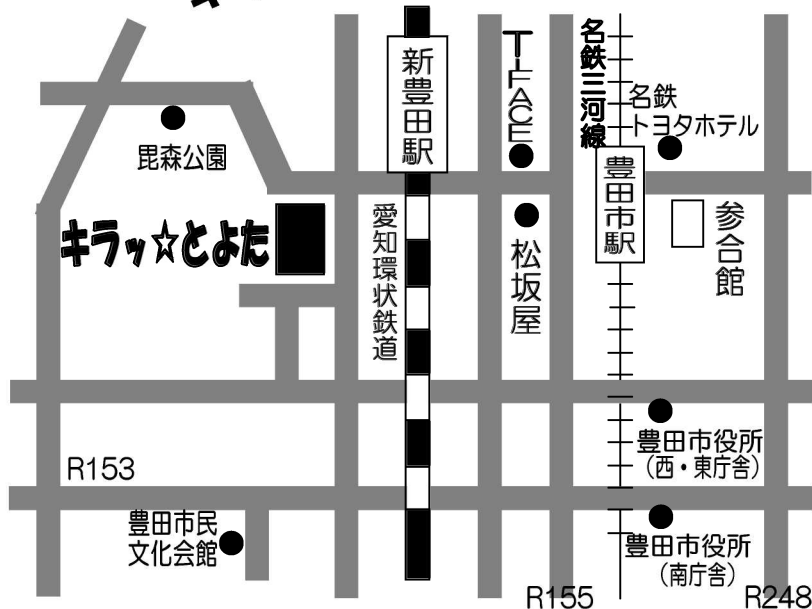 新豊田駅
T-FACE
名鉄三河線
名鉄
トヨタホテル
毘森公園
豊田市駅
キラッ☆とよた
愛知環状鉄道
松坂屋
参合館
豊田市役所
(西・東庁舎)
R153
豊田市民
文化会館
豊田市役所
(南庁舎)
R155
R248